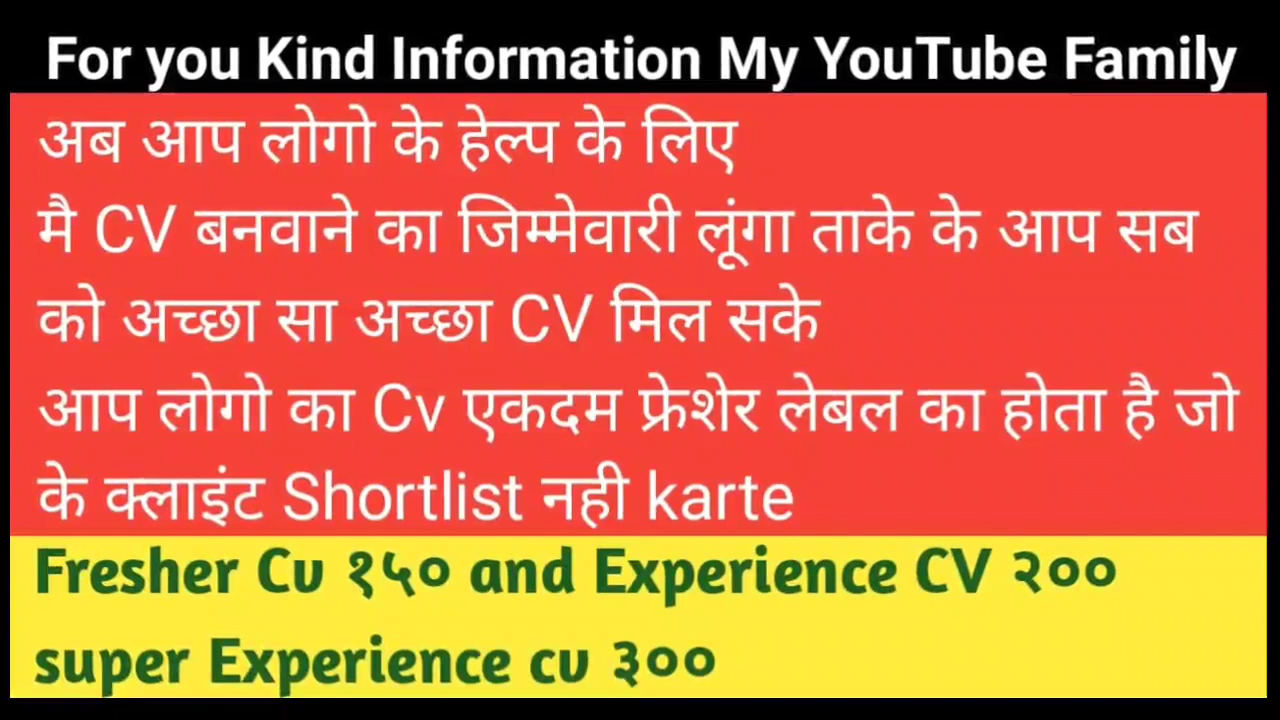 For you Kind Information My YouTube Family
अब आप लोगो के हेल्प के लिए
मै CV बनवाने का जिम्मेवारी लूंगा ताके के आप सब
को अच्छा सा अच्छा CV मिल सके
आप लोगो का Cv एकदम फ्रेशेर लेबल का होता है जो
के क्लाइंट Shortlist नही karte
Fresher Cv १५० and Experience CV २००
super Experience cv ३००